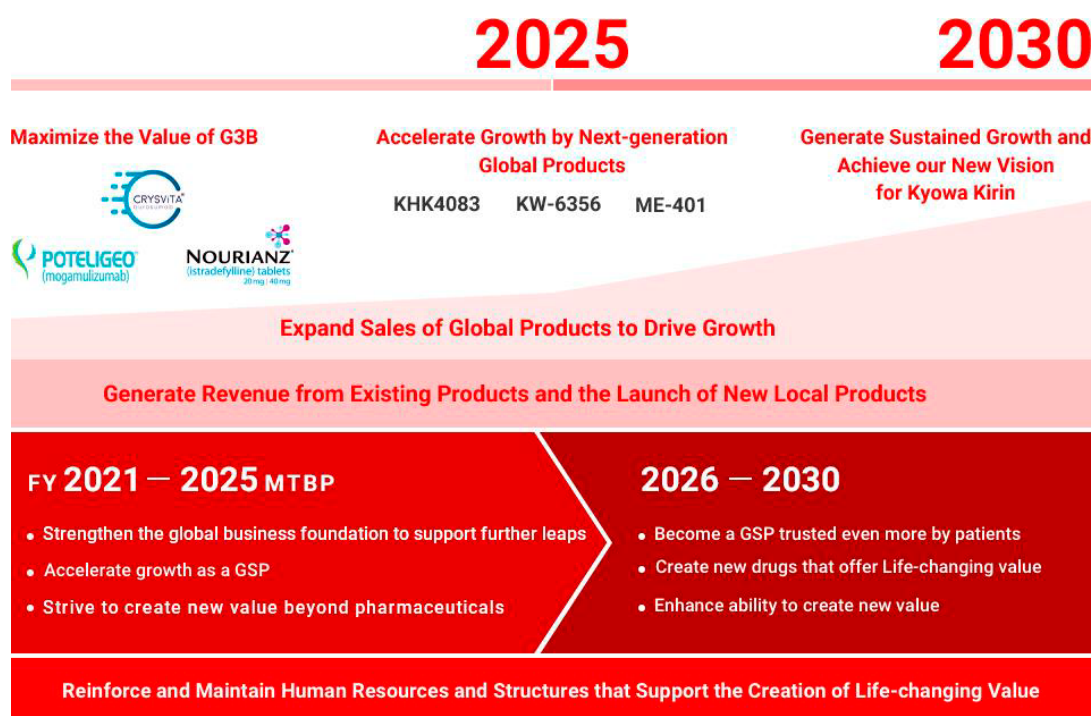 2025
2030
Maximize the Value of G3B
Accelerate Growth by Next-generation
Global Products
Generate Sustained Growth and
Achieve our New Vision
for Kyowa Kirin
CRYSVITA®
KHK4083 KW-6356 ME-401
POTELIGEO
(mogamulizumab)
NOURIANZ
(istradefylline) tablets
20 mg | 40 mg
Expand Sales of Global Products to Drive Growth
Generate Revenue from Existing Products and the Launch of New Local Products
FY 2021 — 2025 MTBP
• Strengthen the global business foundation to support further leaps
• Accelerate growth as a GSP
• Strive to create new value beyond pharmaceuticals
2026 — 2030
• Become a GSP trusted even more by patients
• Create new drugs that offer Life-changing value
• Enhance ability to create new value
Reinforce and Maintain Human Resources and Structures that Support the Creation of Life-changing Value